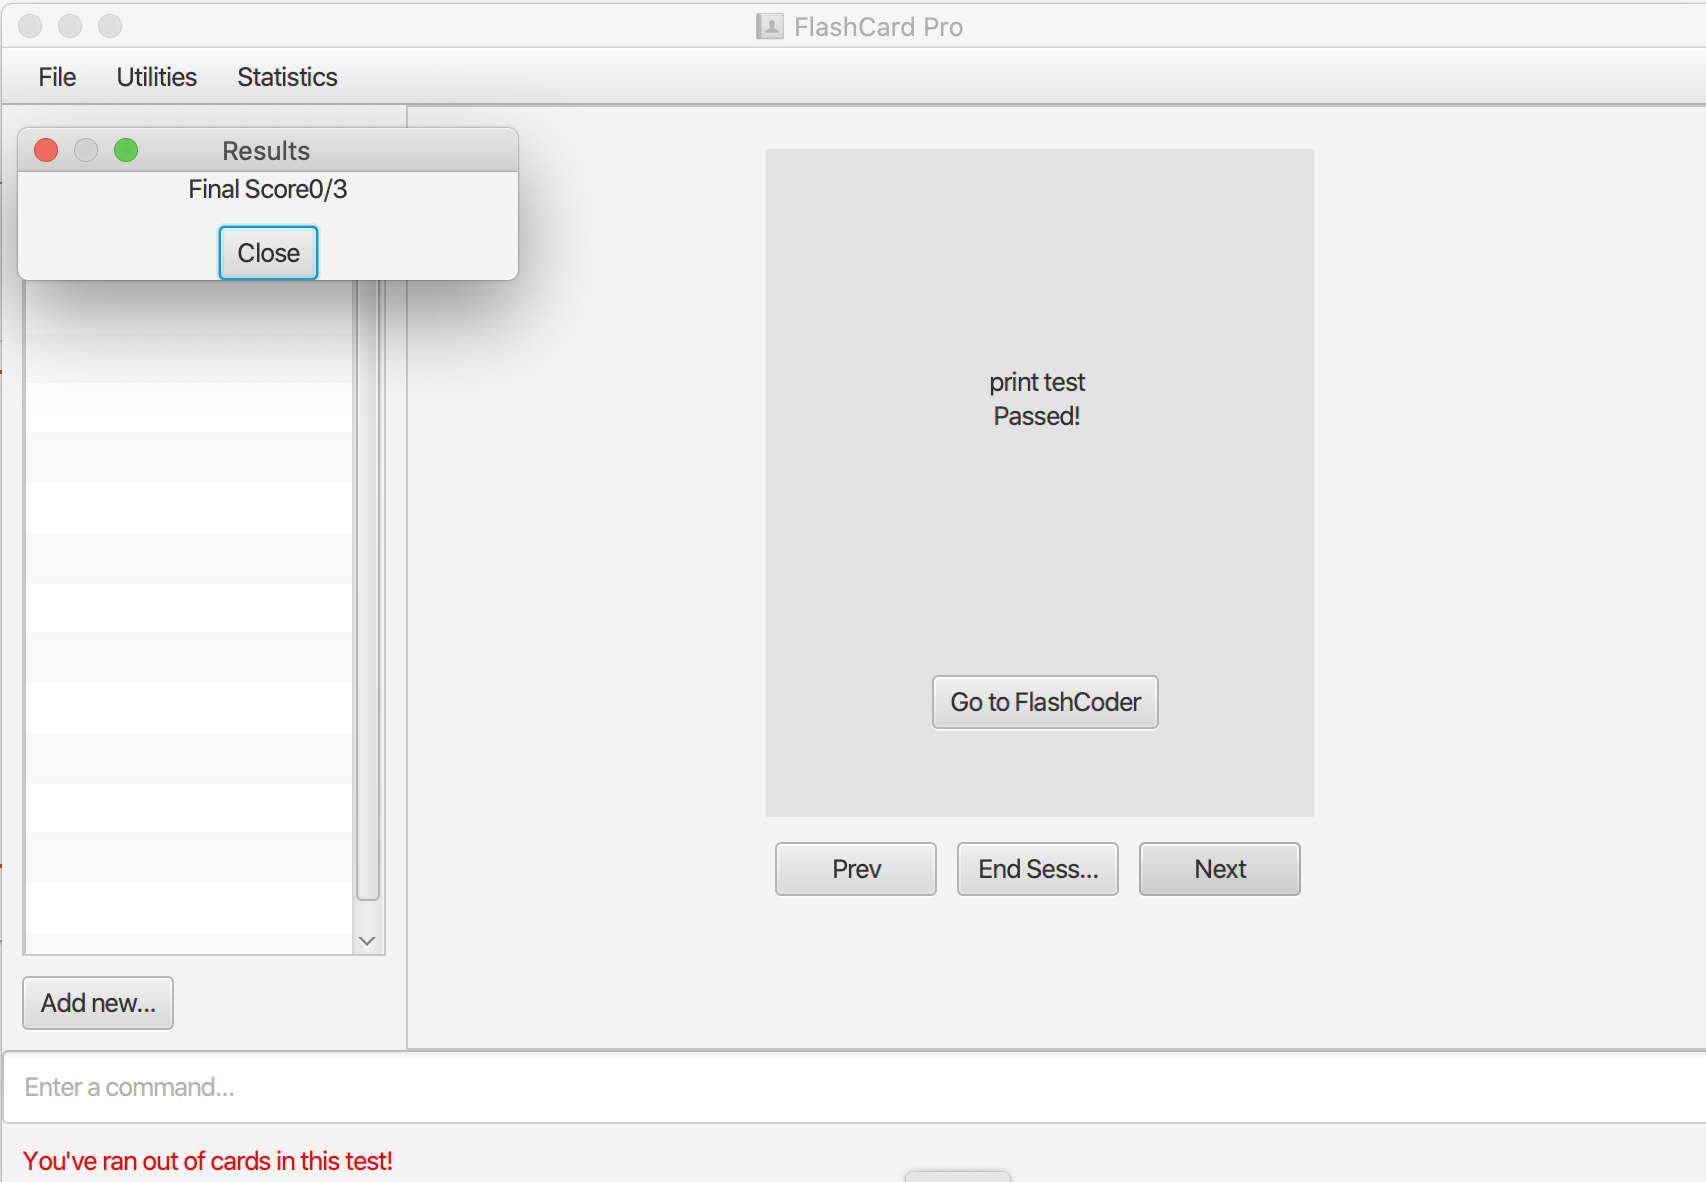 FlashCard Pro
File Utilities Statistics
Results
Final Score0/3
Close
print test
Passed!
Go to FlashCoder
Prev End Sess... Next
Add new...
Enter a command...
You've ran out of cards in this test!